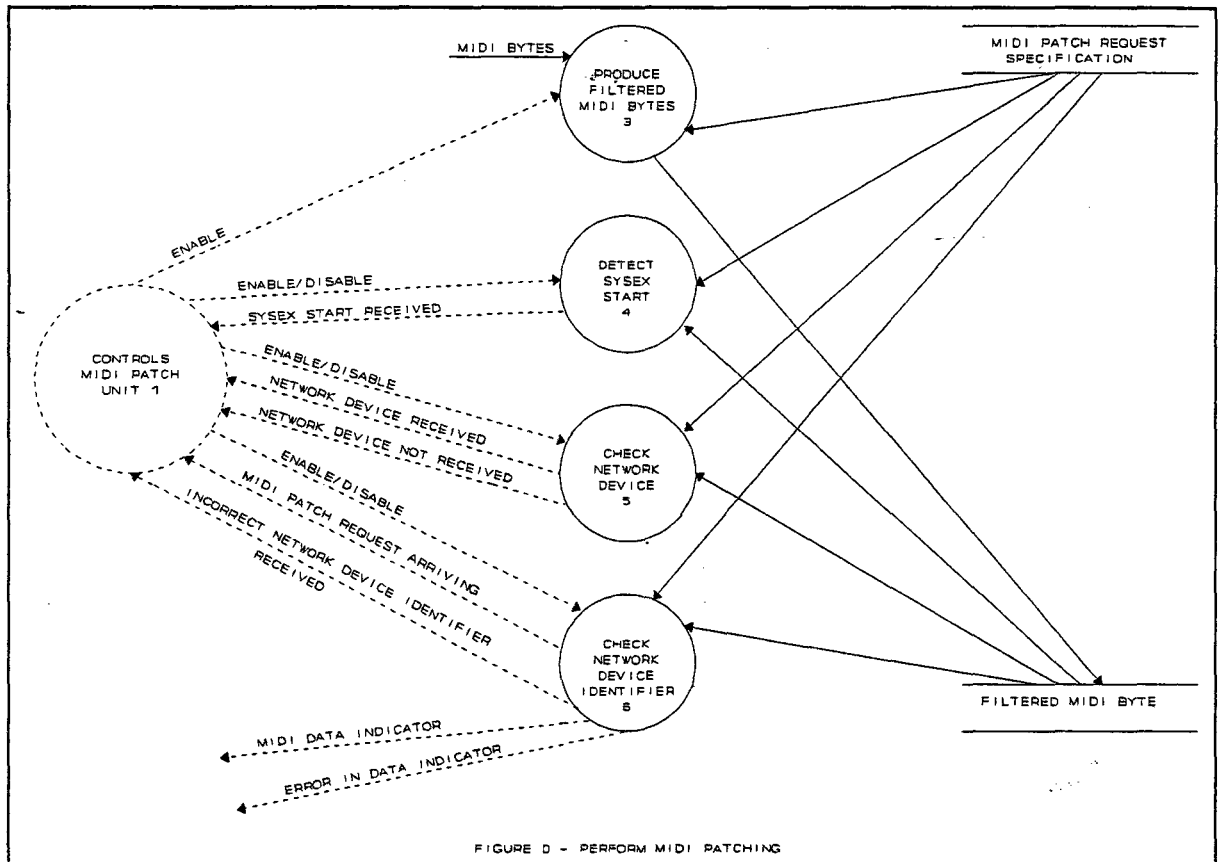 MIDI BYTES
PRODUCE
FILTERED
MIDI BYTES
3
MIDI PATCH REQUEST
SPECIFICATION
ENABLE
ENABLE/DISABLE
SYSEX START RECEIVED
DETECT
SYSEX
START
4
CONTROLS
MIDI PATCH
UNIT 1
ENABLE/DISABLE
NETWORK DEVICE RECEIVED
NETWORK DEVICE NOT RECEIVED
CHECK
NETWORK
DEVICE
5
ENABLE/DISABLE
MIDI PATCH REQUEST ARRIVING
INCORRECT NETWORK DEVICE IDENTIFIER
RECEIVED
CHECK
NETWORK
DEVICE
IDENTIFIER
6
FILTERED MIDI BYTE
MIDI DATA INDICATOR
ERROR IN DATA INDICATOR
FIGURE D - PERFORM MIDI PATCHING